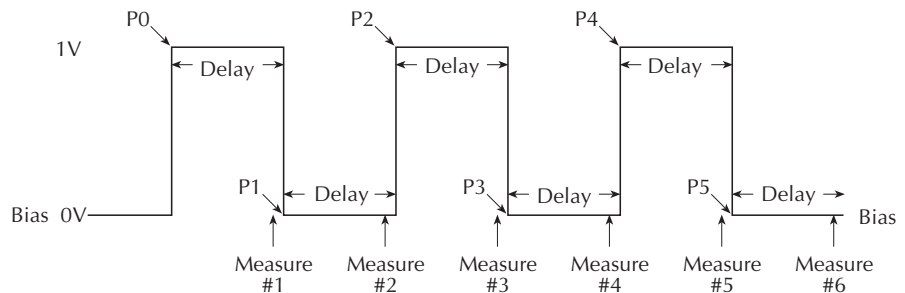 P0
P2
P4
1V
Delay
Delay
Delay
P1
Delay
P3
Delay
P5
Delay
Bias 0V
Bias
Measure #1
Measure #2
Measure #3
Measure #4
Measure #5
Measure #6